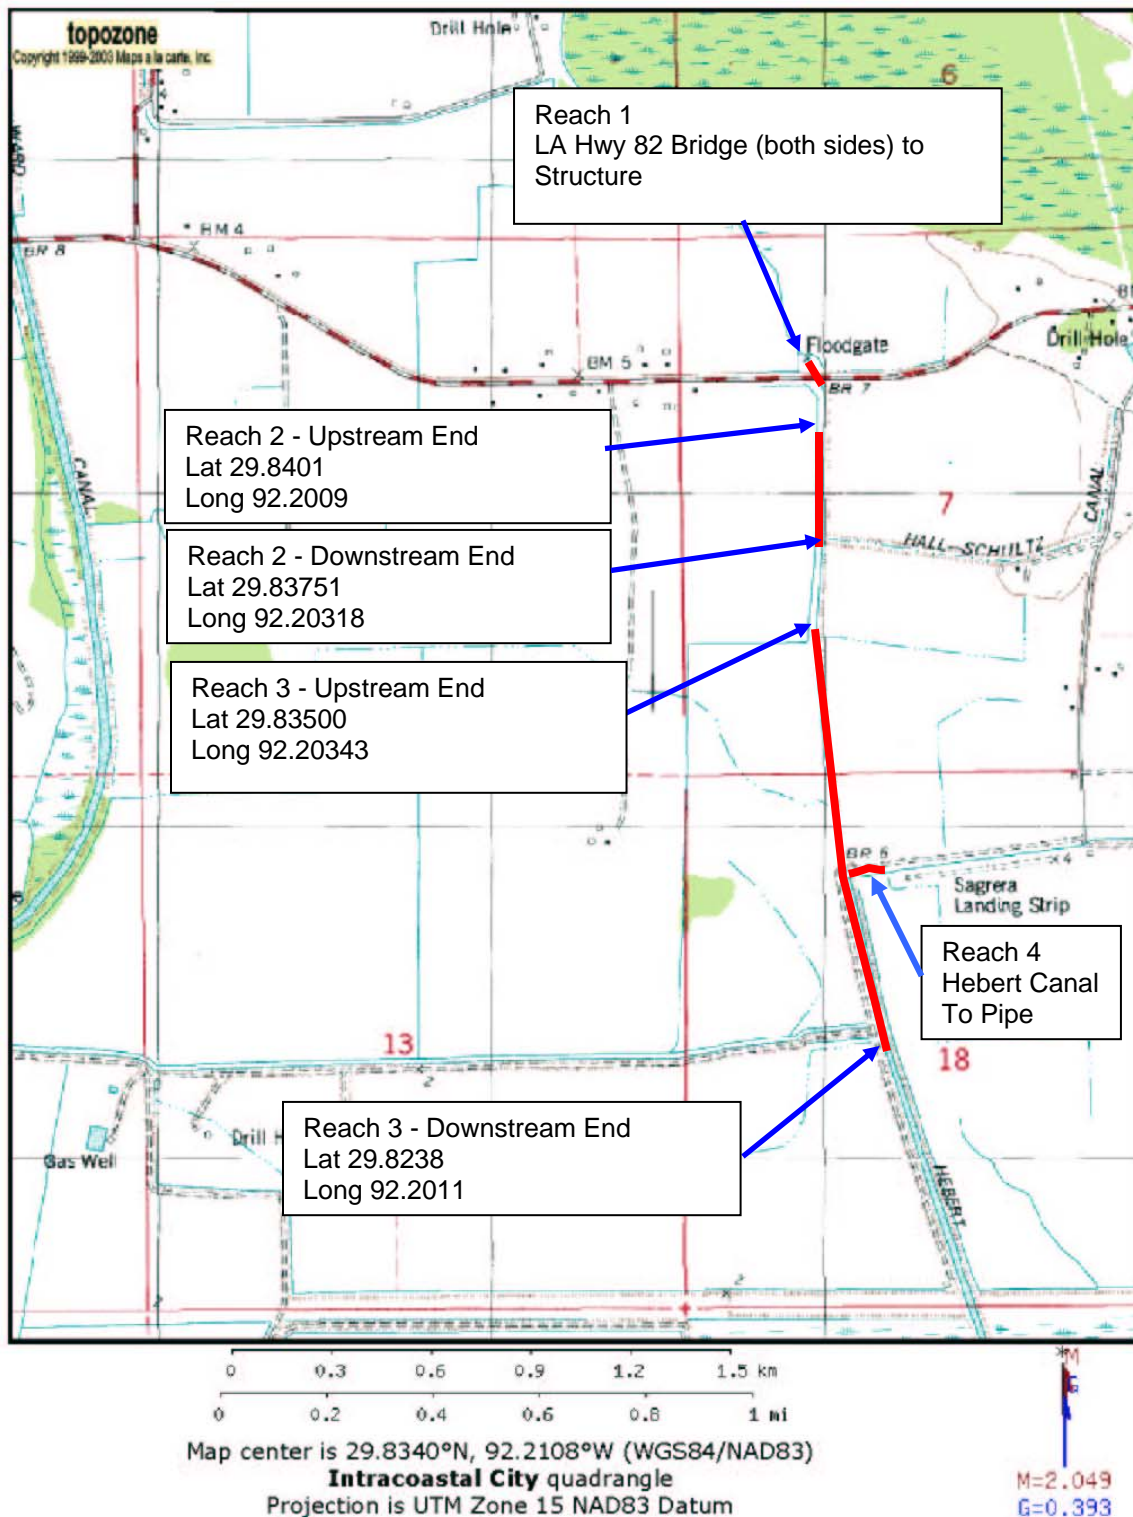 topozone
Copyright 1999-2003 Maps a la carte, Inc.
Drill Hole
6
Reach 1
LA Hwy 82 Bridge (both sides) to
Structure
BR 8
BM 4
Floodgate
BM 5
BR 7
Drill Hole
Reach 2 - Upstream End
Lat 29.8401
Long 92.2009
CANAL
7
CANAL
HALL-SCHULTZ
Reach 2 - Downstream End
Lat 29.83751
Long 92.20318
Reach 3 - Upstream End
Lat 29.83500
Long 92.20343
BR 6
4
Sagrera
Landing Strip
Reach 4
Hebert Canal
To Pipe
13
18
2
Reach 3 - Downstream End
Lat 29.8238
Long 92.2011
Drill H
Gas Well
HEBERT
2
2
0 0.3 0.6 0.9 1.2 1.5 km
0 0.2 0.4 0.6 0.8 1 mi
Map center is 29.8340°N, 92.2108°W (WGS84/NAD83)
Intracoastal City quadrangle
Projection is UTM Zone 15 NAD83 Datum
M
G
M=2.049
G=0.393